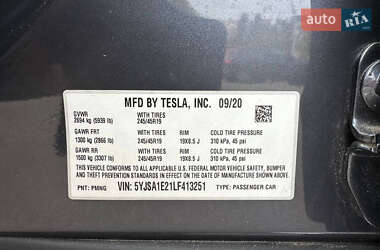 auto RIA.com
MFD BY TESLA, INC. 09/20
GVWR WITH TIRES
2694 kg (5939 lb) 245/45R19
GAWR FRT WITH TIRES RIM COLD TIRE PRESSURE
1300 kg (2866 lb) 245/45R19 19X8.5 J 310 kPa, 45 psi
GAWR RR WITH TIRES RIM COLD TIRE PRESSURE
1500 kg (3307 lb) 245/45R19 19X8.5 J 310 kPa, 45 psi
THIS VEHICLE CONFORMS TO ALL APPLICABLE U.S. FEDERAL MOTOR VEHICLE SAFETY, BUMPER
AND THEFT PREVENTION STANDARDS IN EFFECT ON THE DATE OF MANUFACTURE SHOWN ABOVE.
PNT: PMNG VIN: 5YJSA1E21LF413251 TYPE: PASSENGER CAR